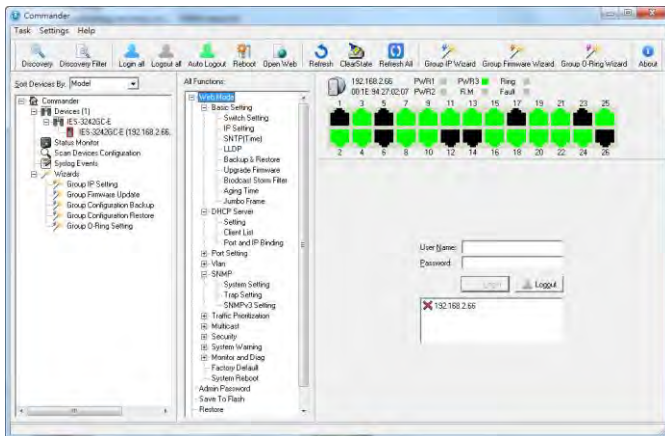 Commander
Task Settings Help
Discovery Discovery Filter Login all Logout all Auto Logout Reboot Open Web Refresh ClearState Refresh All Group IP Wizard Group Firmware Wizard Group O-Ring Wizard About
Sort Devices By: Model
Commander
Devices (1)
IES-3242GC-E
IES-3242GC-E (192.168.2.66.
Status Monitor
Scan Devices Configuration
Syslog Events
Wizards
Group IP Setting
Group Firmware Update
Group Configuration Backup
Group Configuration Restore
Group O-Ring Setting
All Functions:
Web Mode
Basic Setting
Switch Setting
IP Setting
SNTP(Time)
LLDP
Backup & Restore
Upgrade Firmware
Brodcast Storm Filter
Aging Time
Jumbo Frame
DHCP Server
Setting
Client List
Port and IP Binding
Port Setting
Vlan
SNMP
System Setting
Trap Setting
SNMPv3 Setting
Traffic Prioritization
Multicast
Security
System Warning
Monitor and Diag
Factory Default
System Reboot
Admin Password
Save To Flash
Restore
192.168.2.66 PWR1 PWR3 Ring
00:1E:94:27:02:07 PWR2 R.M Fault
1 3 5 7 9 11 13 15 17 19 21 23 25
2 4 6 8 10 12 14 16 18 20 22 24 26
User Name:
Password:
Login Logout
192.168.2.66